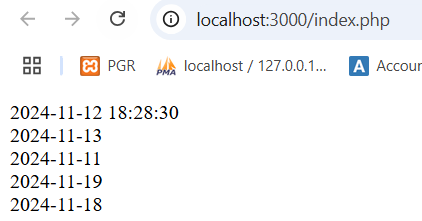 localhost:3000/index.php
PGR
PMA
localhost / 127.0.0.1...
A
Accour
2024-11-12 18:28:30
2024-11-13
2024-11-11
2024-11-19
2024-11-18